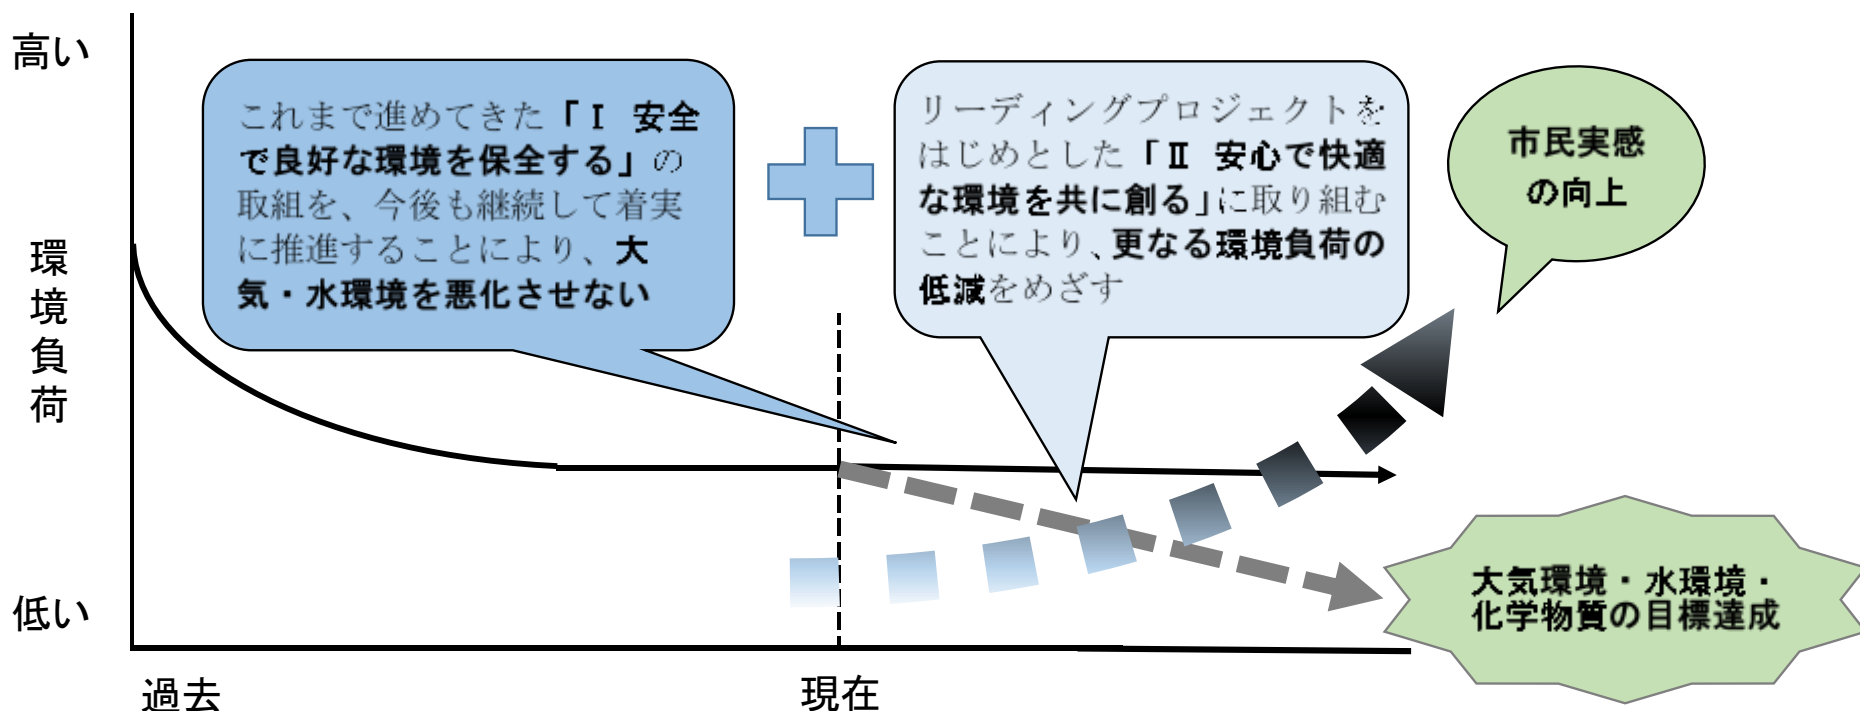 高い
これまで進めてきた「Ⅰ 安全
で良好な環境を保全する」の
取組を、今後も継続して着実
に推進することにより、大
気・水環境を悪化させない
リーディングプロジェクトを
はじめとした「Ⅱ 安心で快適
な環境を共に創る」に取り組む
ことにより、更なる環境負荷の
低減をめざす
市民実感
の向上
環境負荷
低い
大気環境・水環境・
化学物質の目標達成
過去
現在